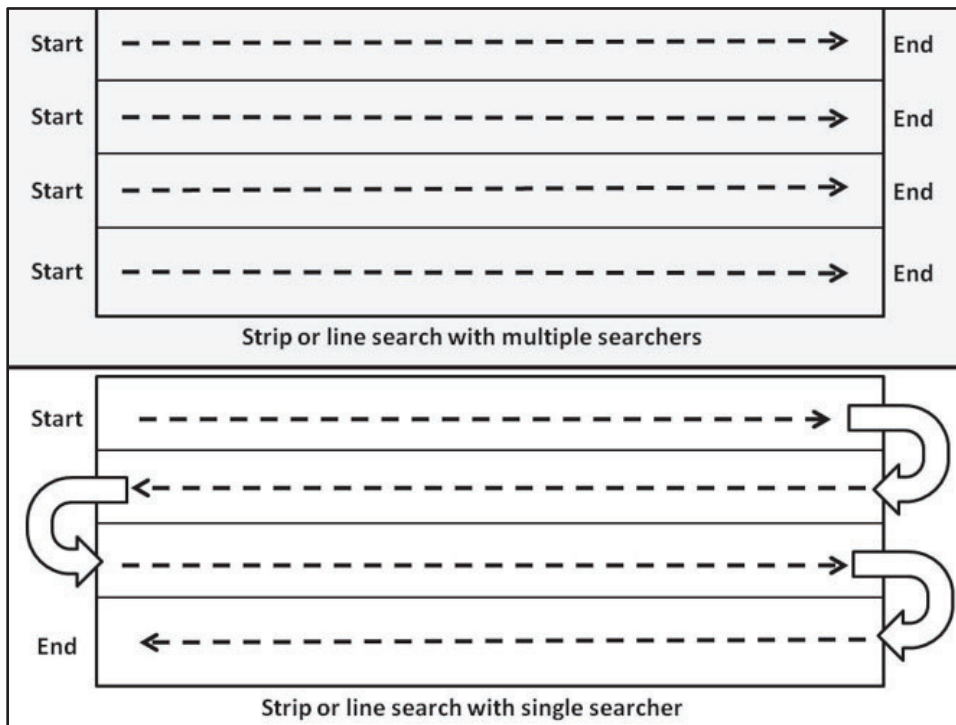 Start End
Start End
Start End
Start End
Strip or line search with multiple searchers
Start
End
Strip or line search with single searcher